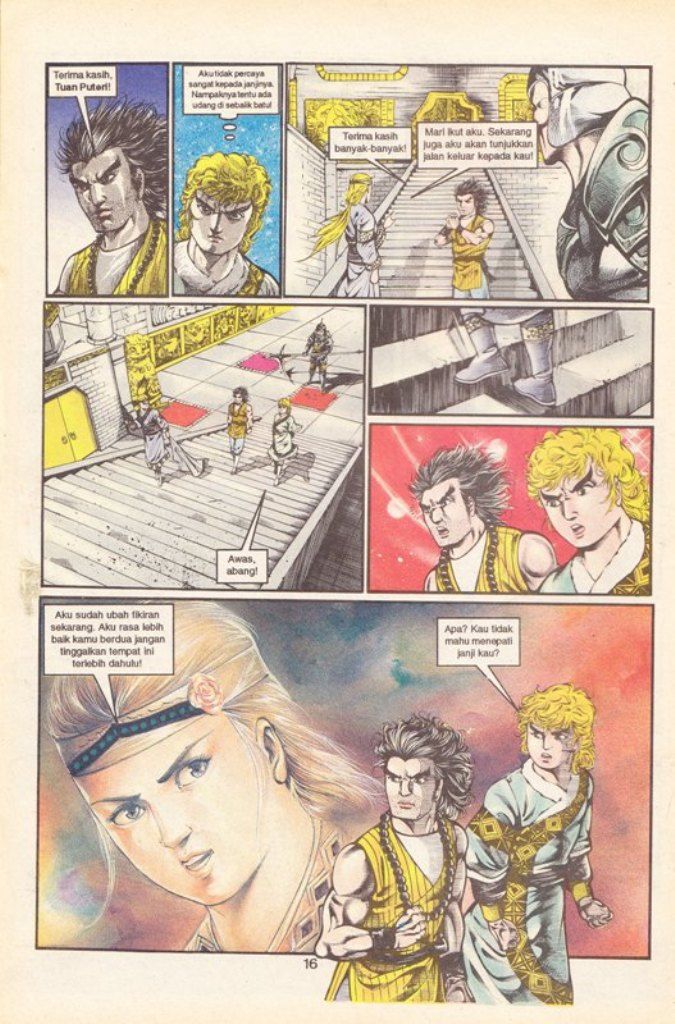 Terima kasih,
Tuan Puteri!
Aku tidak percaya
sangat kepada janjinya.
Nampaknya tentu ada
udang di sebalik batu!
Terima kasih
banyak-banyak!
Mari ikut aku. Sekarang
juga aku akan tunjukkan
jalan keluar kepada kau!
Awas,
abang!
Aku sudah ubah fikiran
sekarang. Aku rasa lebih
baik kamu berdua jangan
tinggalkan tempat ini
terlebih dahulu!
Apa? Kau tidak
mahu menepati
janji kau?
16